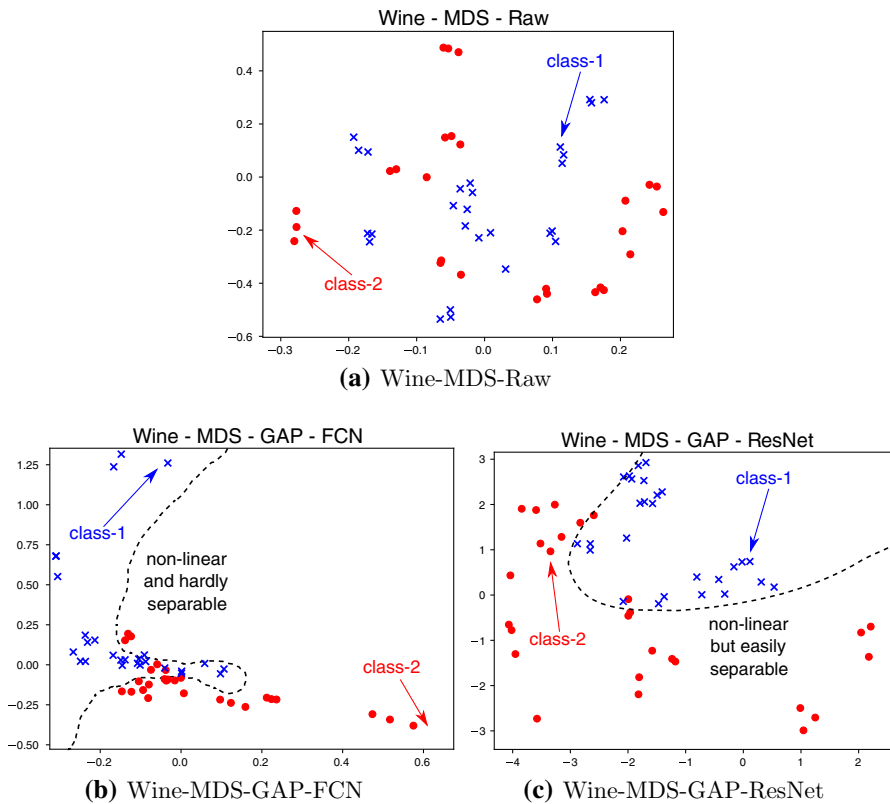 Wine - MDS - Raw
0.4
0.2
0.0
−0.2
−0.4
−0.6
−0.3
−0.2
−0.1
0.0
0.1
0.2
class-1
class-2
(a) Wine-MDS-Raw
Wine - MDS - GAP - FCN
1.25
1.00
0.75
0.50
0.25
0.00
−0.25
−0.50
−0.2
0.0
0.2
0.4
0.6
class-1
non-linear
and hardly
separable
class-2
(b) Wine-MDS-GAP-FCN
Wine - MDS - GAP - ResNet
3
2
1
0
−1
−2
−3
−4
−3
−2
−1
0
1
2
class-1
class-2
non-linear
but easily
separable
(c) Wine-MDS-GAP-ResNet